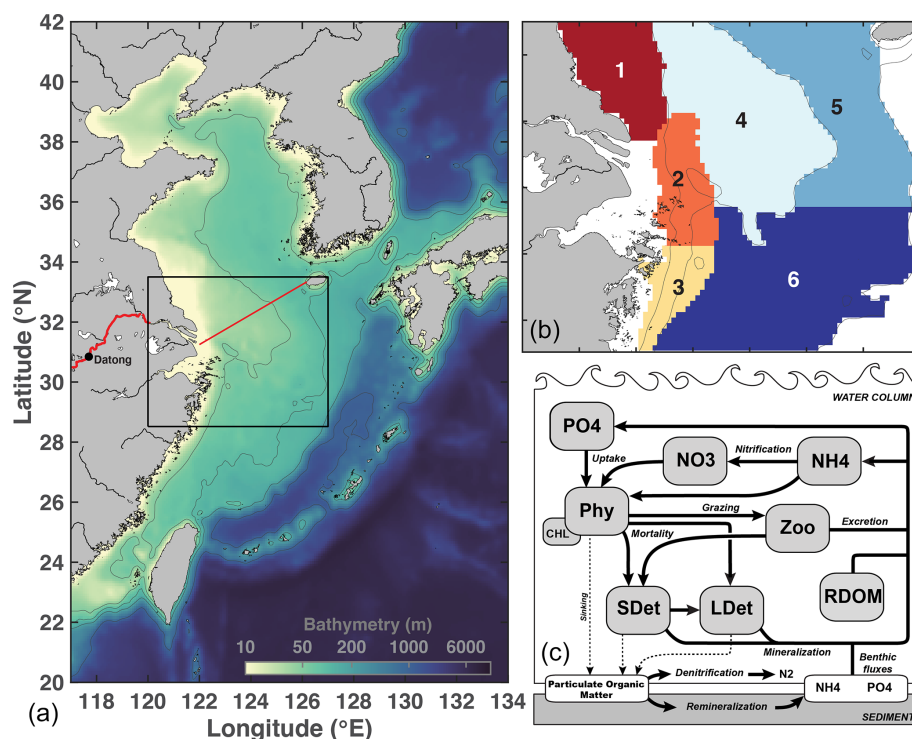 42
40
38
36
34
32
30
28
26
24
22
20
Latitude (°N)
Datong
Bathymetry (m)
10 50 200 1000 6000
118 120 122 124 126 128 130 132 134
Longitude (°E)
(a)
1
2
3
4
5
6
(b)
WATER COLUMN
PO4
NO3
Nitrification
NH4
Uptake
Phy
Grazing
CHL
Mortality
Zoo
Excretion
SDet
LDet
RDOM
Sinking
(c)
Mineralization
Benthic
fluxes
Particulate Organic
Matter
Denitrification
N2
Remineralization
NH4 PO4
SEDIMENT